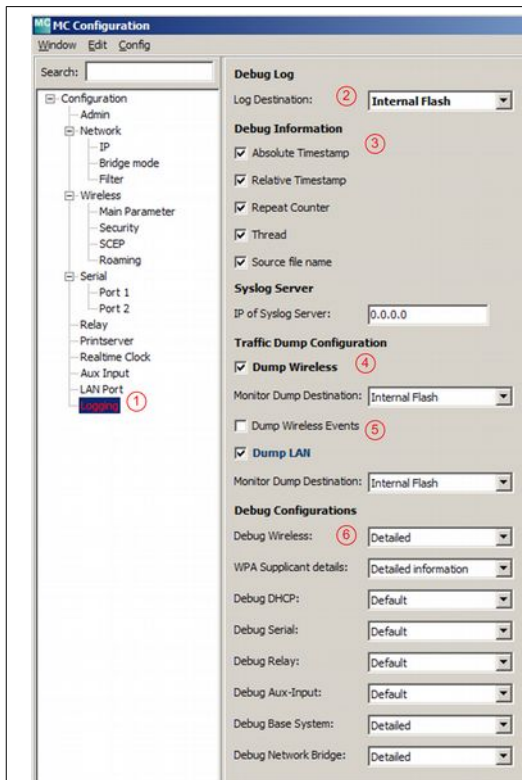 MC MC Configuration
Window Edit Config
Search:
Configuration
Admin
Network
IP
Bridge mode
Filter
Wireless
Main Parameter
Security
SCEP
Roaming
Serial
Port 1
Port 2
Relay
Printserver
Realtime Clock
Aux Input
LAN Port
Logging 1
Debug Log
Log Destination: 2 Internal Flash
Debug Information 3
Absolute Timestamp
Relative Timestamp
Repeat Counter
Thread
Source file name
Syslog Server
IP of Syslog Server: 0.0.0.0
Traffic Dump Configuration
Dump Wireless 4
Monitor Dump Destination: Internal Flash
Dump Wireless Events 5
Dump LAN
Monitor Dump Destination: Internal Flash
Debug Configurations
Debug Wireless: 6 Detailed
WPA Supplicant details: Detailed information
Debug DHCP: Default
Debug Serial: Default
Debug Relay: Default
Debug Aux-Input: Default
Debug Base System: Detailed
Debug Network Bridge: Detailed